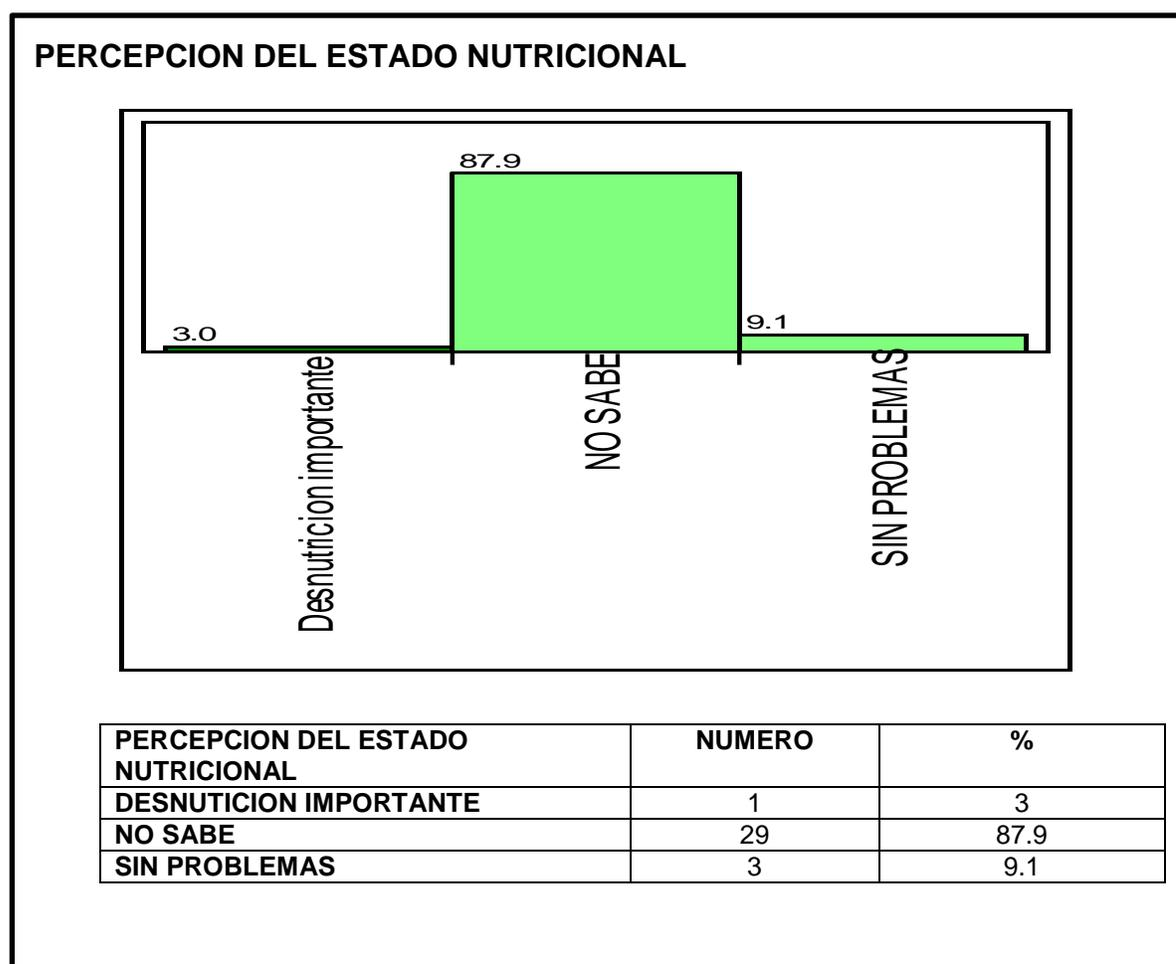 PERCEPCION DEL ESTADO NUTRICIONAL
87.9
3.0
9.1
Desnutricion importante
NO SABE
SIN PROBLEMAS
PERCEPCION DEL ESTADO NUTRICIONAL NUMERO %
DESNUTICION IMPORTANTE 1 3
NO SABE 29 87.9
SIN PROBLEMAS 3 9.1